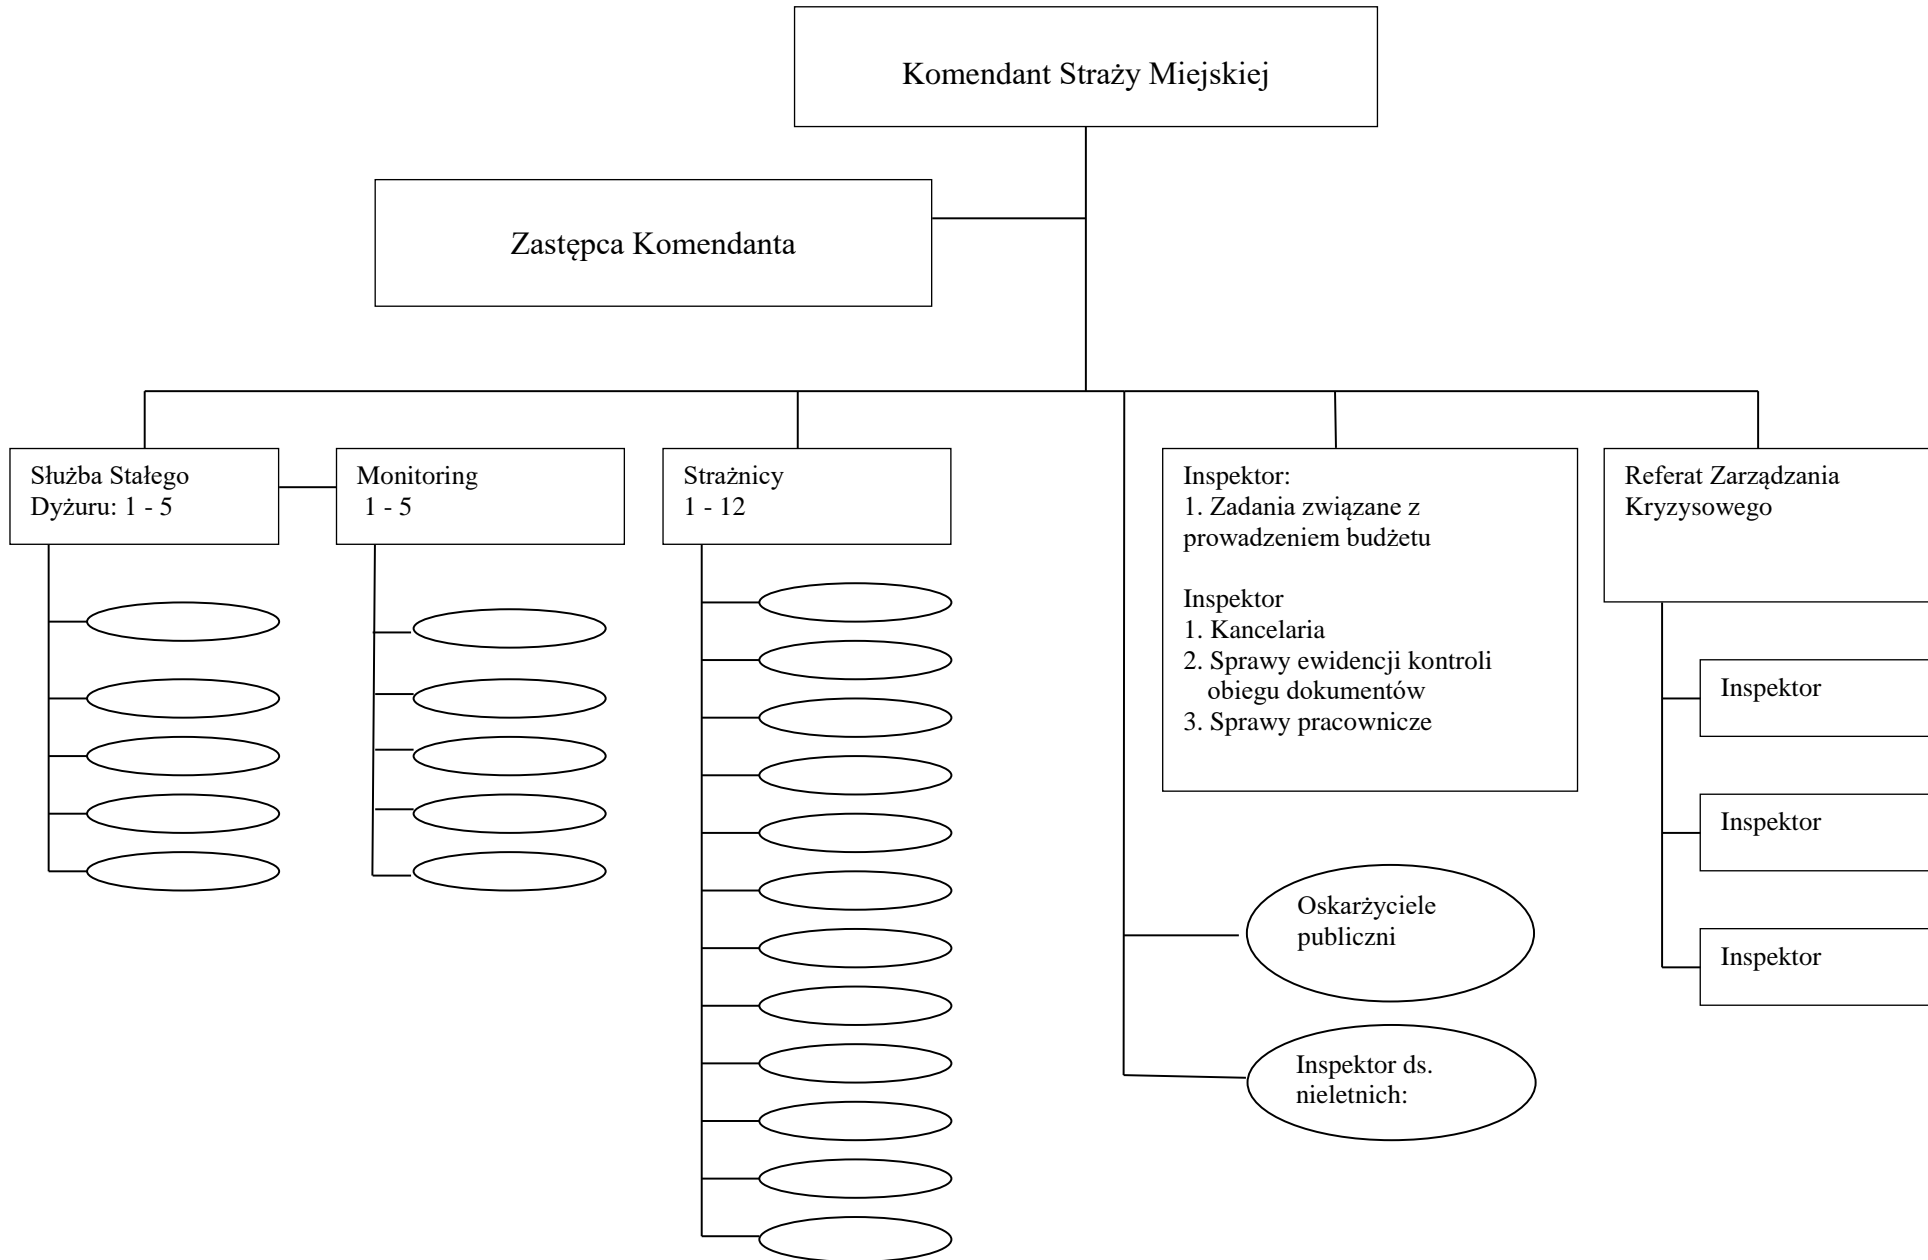 Komendant Straży Miejskiej
Zastępca Komendanta
Służba Stałego
Dyżuru: 1 - 5
Monitoring
1 - 5
Strażnicy
1 - 12
Inspektor:
1. Zadania związane z
prowadzeniem budżetu
Inspektor
1. Kancelaria
2. Sprawy ewidencji kontroli
obiegu dokumentów
3. Sprawy pracownicze
Referat Zarządzania
Kryzysowego
Inspektor
Inspektor
Inspektor
Oskarżyciele
publiczni
Inspektor ds.
nieletnich: